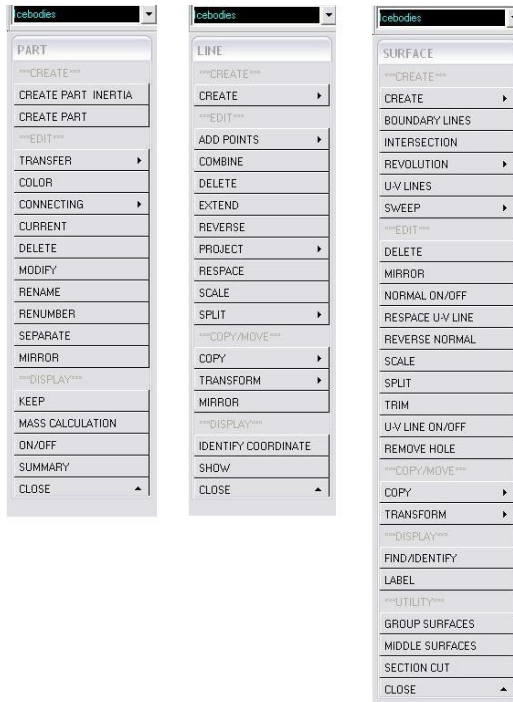 Icebodies
PART
***CREATE***
CREATE PART INERTIA
CREATE PART
***EDIT***
TRANSFER
COLOR
CONNECTING
CURRENT
DELETE
MODIFY
RENAME
RENUMBER
SEPARATE
MIRROR
***DISPLAY***
KEEP
MASS CALCULATION
ON/OFF
SUMMARY
CLOSE
Icebodies
LINE
***CREATE***
CREATE
***EDIT***
ADD POINTS
COMBINE
DELETE
EXTEND
REVERSE
PROJECT
RESPACE
SCALE
SPLIT
***COPY/MOVE***
COPY
TRANSFORM
MIRROR
***DISPLAY***
IDENTIFY COORDINATE
SHOW
CLOSE
Icebodies
SURFACE
***CREATE***
CREATE
BOUNDARY LINES
INTERSECTION
REVOLUTION
U-V LINES
SWEEP
***EDIT***
DELETE
MIRROR
NORMAL ON/OFF
RESPACE U-V LINE
REVERSE NORMAL
SCALE
SPLIT
TRIM
U-V LINE ON/OFF
REMOVE HOLE
***COPY/MOVE***
COPY
TRANSFORM
***DISPLAY***
FIND/IDENTIFY
LABEL
***UTILITY***
GROUP SURFACES
MIDDLE SURFACES
SECTION CUT
CLOSE